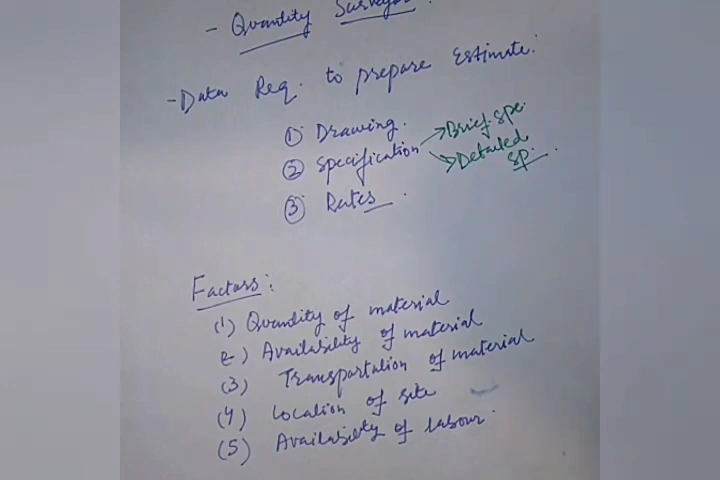 - Quantity Surveyor.
- Data Req. to prepare Estimate:
① Drawing.
② Specification → Brief. spe.
→ Detailed sp.
③ Rates.
Factors:
(1) Quantity of material
2) Availability of material
(3) Transportation of material
(4) Location of site
(5) Availability of labour.